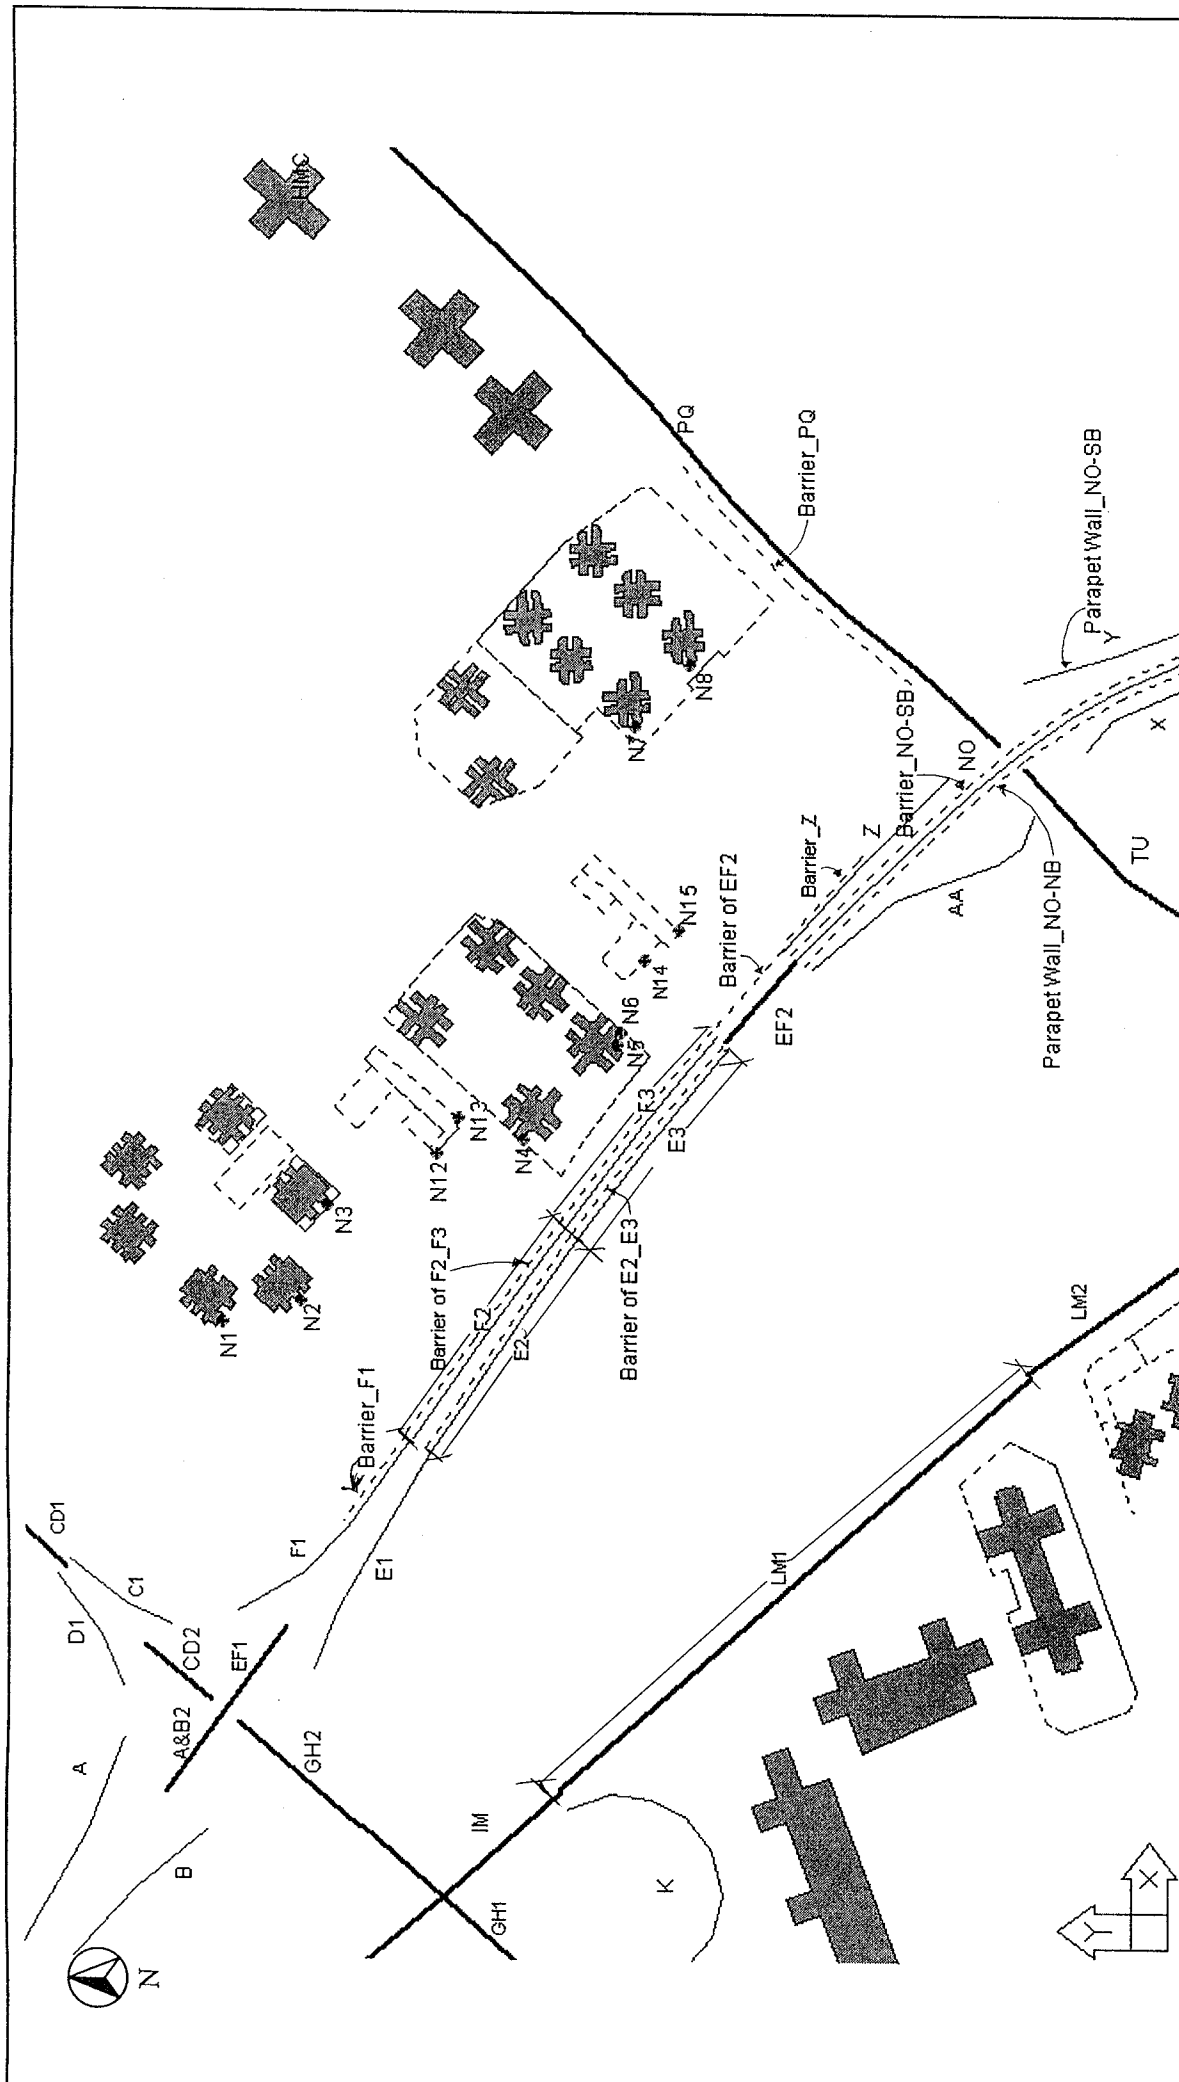 N
A
B
D1
C1
CD1
A&B2
CD2
EF1
GH2
GH1
IM
K
LM1
LM2
F1
E1
Barrier_F1
N1
N2
N3
Barrier of F2_F3
F2
E2
Barrier of E2_E3
N12
N13
N4
N5
N6
F3
E3
N14
N15
EF2
Barrier of EF2
Barrier_Z
Z
AA
Barrier_NO-SB
NO
Parapet Wall_NO-NB
TU
N7
N8
PQ
Barrier_PQ
HMC
Parapet Wall_NO-SB
Y
X
Y
X